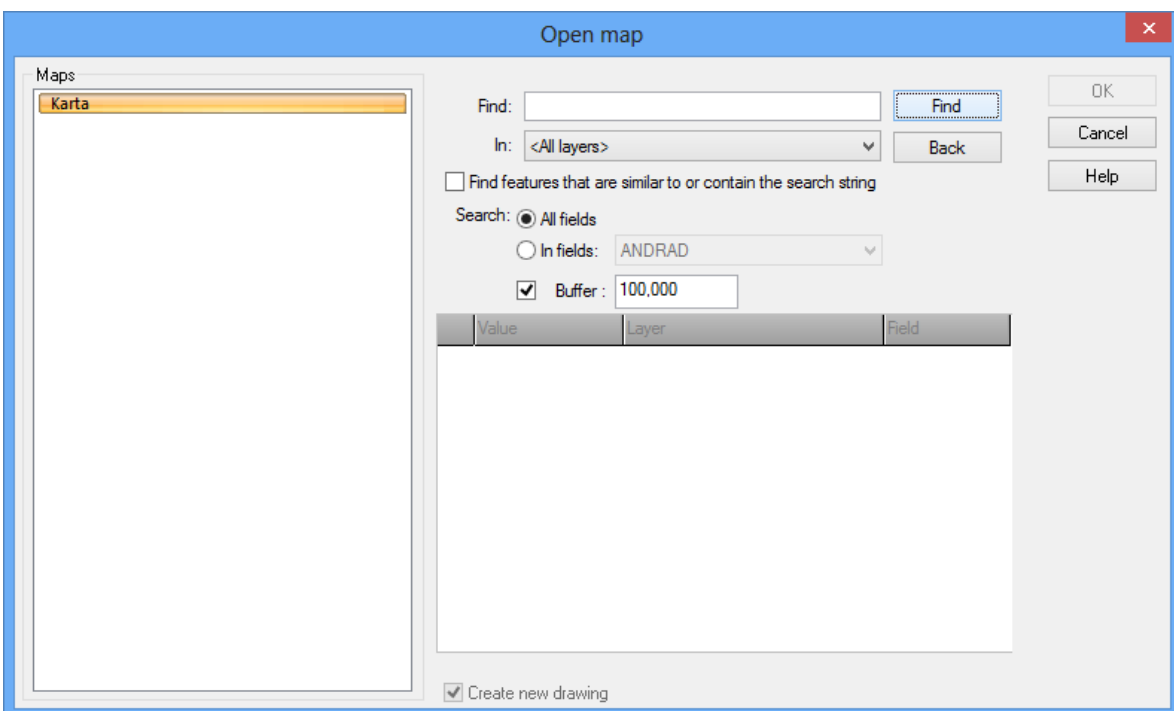 Open map
Maps
Karta
Find:
Find
In: <All layers>
Back
Find features that are similar to or contain the search string
Search: All fields
In fields: ANDRAD
Buffer : 100,000
Value Layer Field
Create new drawing
OK
Cancel
Help